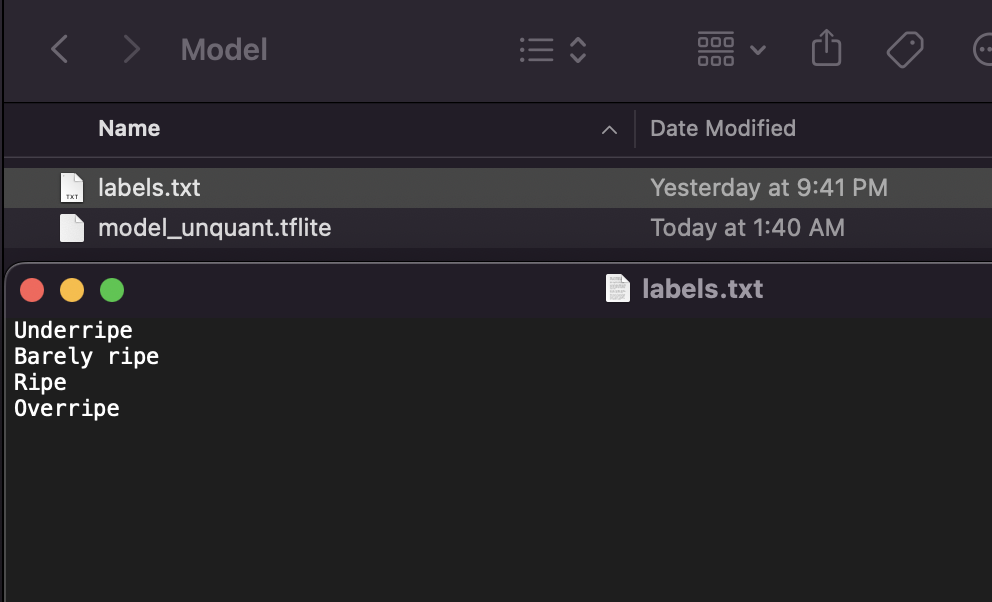 Model
Name
Date Modified
TXT
labels.txt
Yesterday at 9:41 PM
model_unquant.tflite
Today at 1:40 AM
labels.txt
Underripe
Barely ripe
Ripe
Overripe